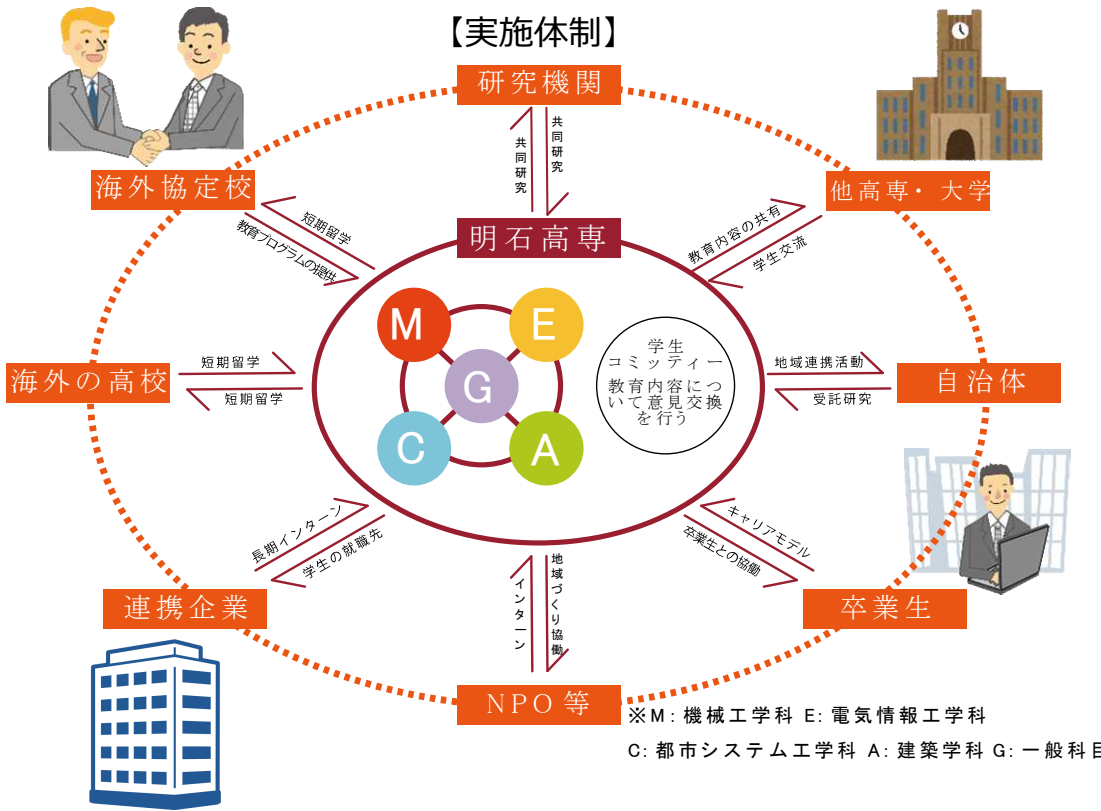 【実施体制】
研究機関
共同研究
共同研究
海外協定校
他高専・大学
短期留学
教育プログラムの提供
明石高専
教育内容の共有
学生交流
M
E
G
C
A
学生
コミッティー
教育内容につ
いて意見交換
を行う
海外の高校
短期留学
短期留学
地域連携活動
受託研究
自治体
長期インターン
学生の就職先
キャリアモデル
卒業生との協働
インターン
地域づくり協働
連携企業
卒業生
NPO等
※M:機械工学科 E:電気情報工学科
C:都市システム工学科 A:建築学科 G:一般科目